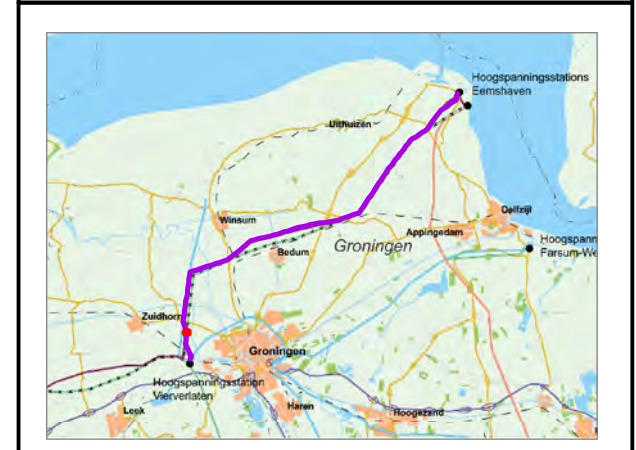 Hoogspanningsstations
Eemshaven
Uithuizen
Delfzijl
Winsum
Appingedam
Groningen
Hoogspann
Bedum
Farsum-We
Zuidhorn
Groningen
Hoogspanningsstation
Vierverlaten
Leek
Haren
Hoogezand